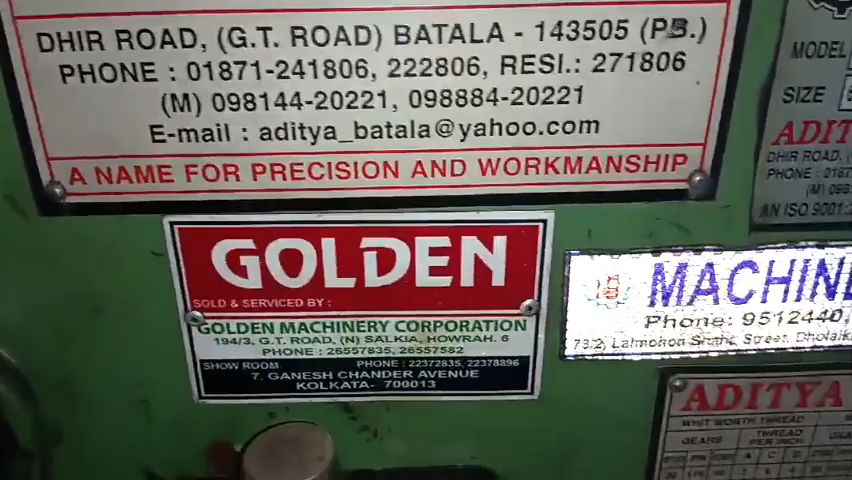 DHIR ROAD, (G.T. ROAD) BATALA - 143505 (PB.)
PHONE : 01871-241806, 222806, RESI.: 271806
(M) 098144-20221, 098884-20221
E-mail : aditya_batala@yahoo.com
A NAME FOR PRECISION AND WORKMANSHIP
GOLDEN
SOLD & SERVICED BY :
GOLDEN MACHINERY CORPORATION
194/3, G.T. ROAD, (N) SALKIA, HOWRAH. 6
PHONE : 26557835, 26557582
SHOW ROOM PHONE : 22372835, 22378896
7, GANESH CHANDER AVENUE
KOLKATA- 700013
MODEL
SIZE
ADIT
DHIR ROAD,
PHONE : 0187
(M) 098
AN ISO 9001:
MACHINE
Phone: 9512440,
73/2, Lalmohon Shaha Street, Dholaik
ADITYA
WHIT WORTH THREAD
GEARS
THREAD
PER INCH